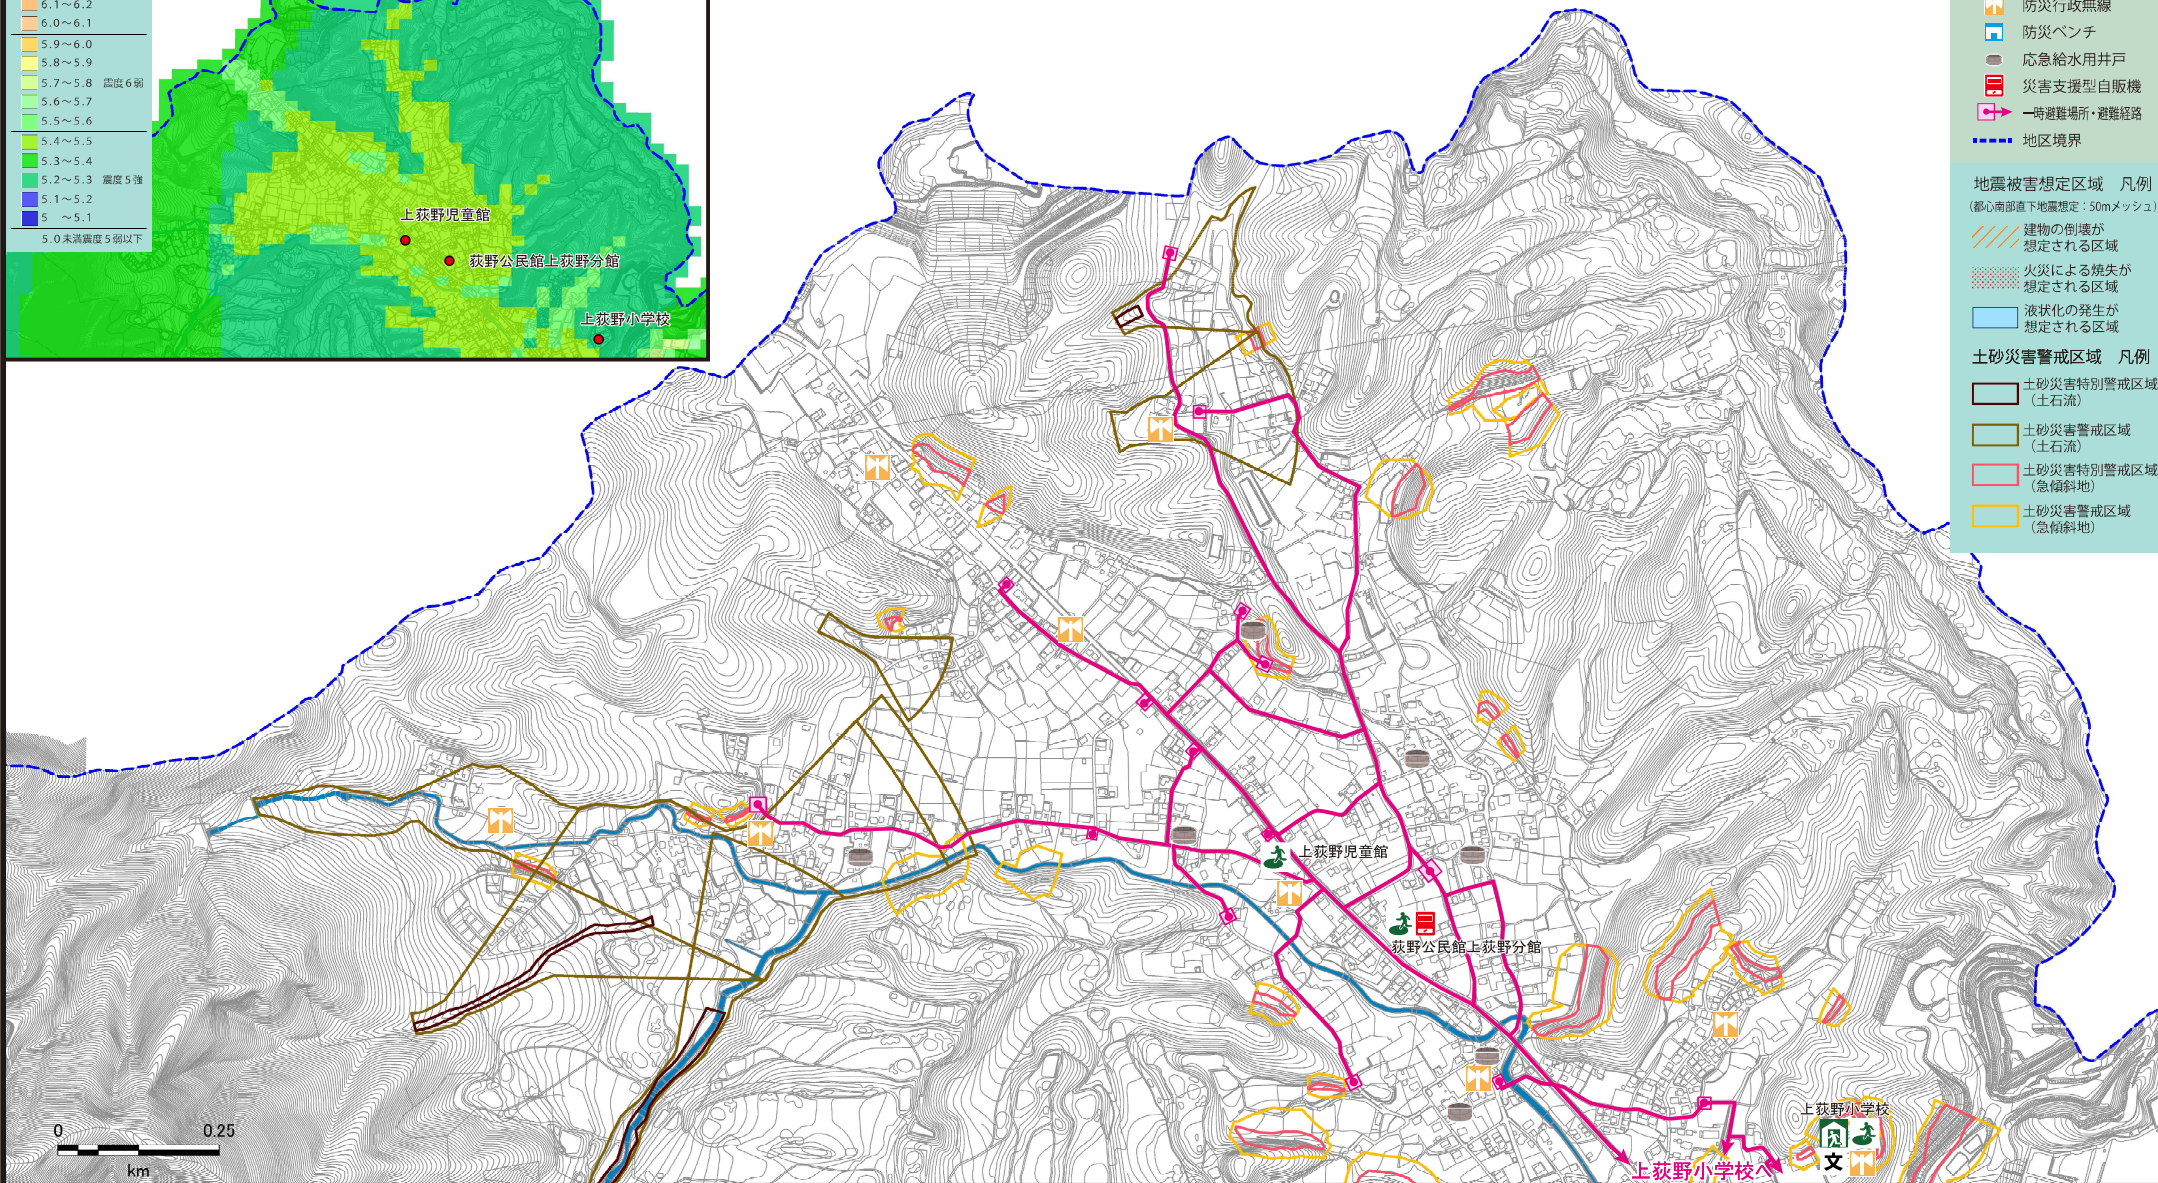 6.1～6.2
6.0～6.1
5.9～6.0
5.8～5.9
5.7～5.8 震度6弱
5.6～5.7
5.5～5.6
5.4～5.5
5.3～5.4
5.2～5.3 震度5強
5.1～5.2
5 ～5.1
5.0未満震度5弱以下
上荻野児童館
荻野公民館上荻野分館
上荻野小学校
防災行政無線
防災ベンチ
応急給水用井戸
災害支援型自販機
一時避難場所・避難経路
地区境界
地震被害想定区域 凡例
（都心南部直下地震想定：50mメッシュ）
建物の倒壊が
想定される区域
火災による焼失が
想定される区域
液状化の発生が
想定される区域
土砂災害警戒区域 凡例
土砂災害特別警戒区域
（土石流）
土砂災害警戒区域
（土石流）
土砂災害特別警戒区域
（急傾斜地）
土砂災害警戒区域
（急傾斜地）
上荻野児童館
荻野公民館上荻野分館
上荻野小学校
文
上荻野小学校へ
0 0.25
km